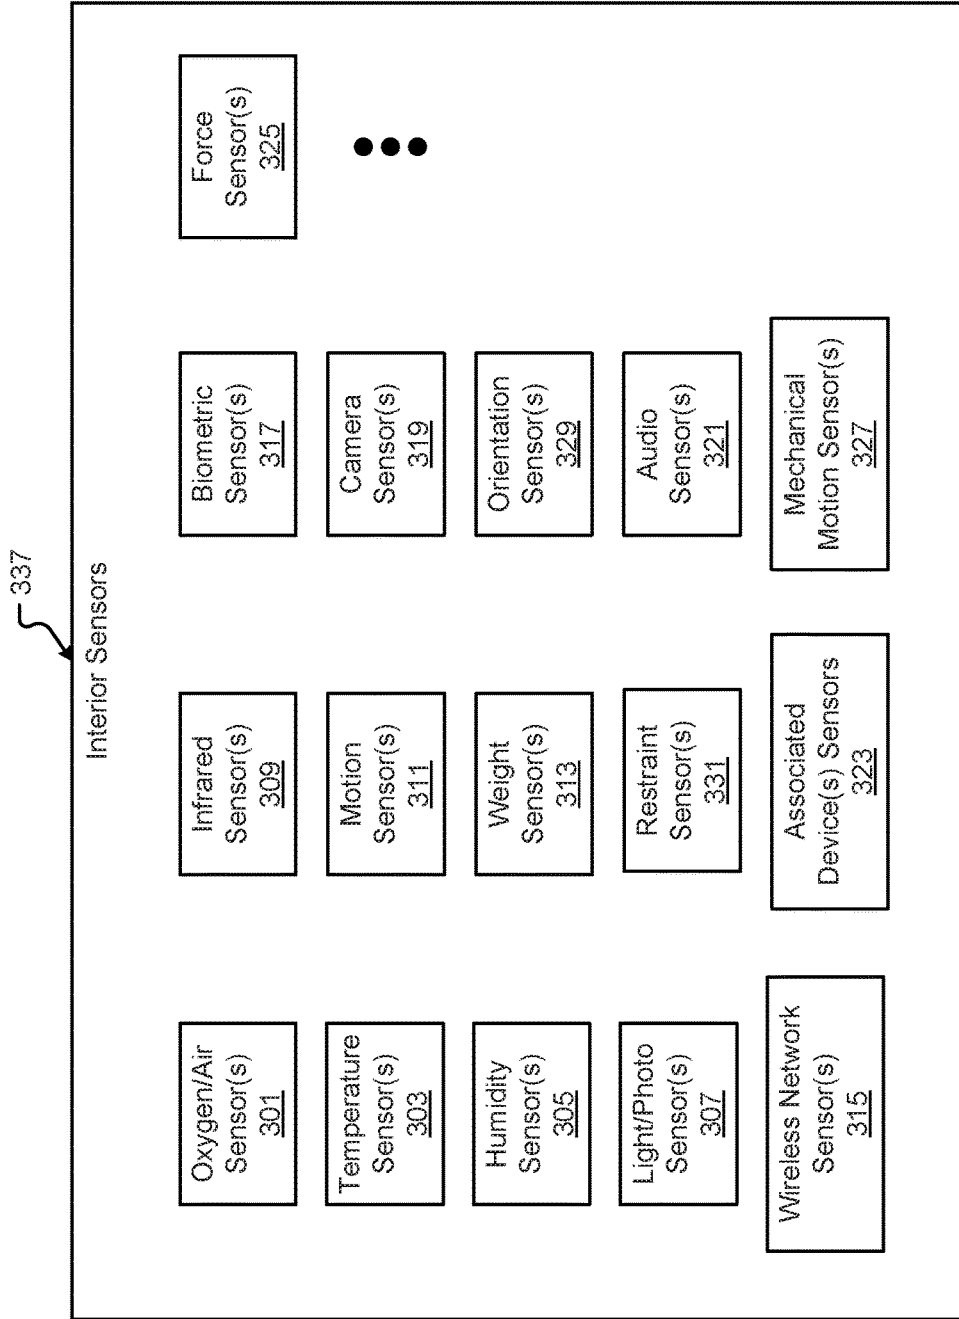 337
Interior Sensors
Oxygen/Air
Sensor(s)
301
Temperature
Sensor(s)
303
Humidity
Sensor(s)
305
Light/Photo
Sensor(s)
307
Wireless Network
Sensor(s)
315
Infrared
Sensor(s)
309
Motion
Sensor(s)
311
Weight
Sensor(s)
313
Restraint
Sensor(s)
331
Associated
Device(s) Sensors
323
Biometric
Sensor(s)
317
Camera
Sensor(s)
319
Orientation
Sensor(s)
329
Audio
Sensor(s)
321
Mechanical
Motion Sensor(s)
327
Force
Sensor(s)
325